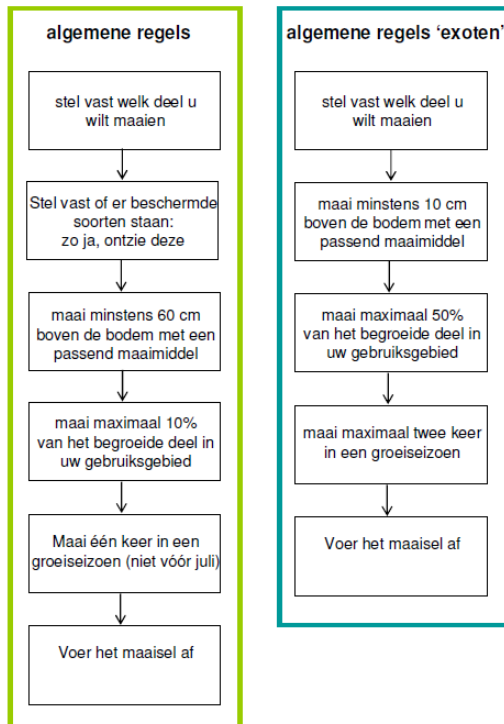 algemene regels
stel vast welk deel u
wilt maaien
Stel vast of er beschermde
soorten staan:
zo ja, ontzie deze
maai minstens 60 cm
boven de bodem met een
passend maaimiddel
maai maximaal 10%
van het begroeide deel in
uw gebruiksgebied
Maai één keer in een
groeiseizoen (niet vóór juli)
Voer het maaisel af
algemene regels ‘exoten’
stel vast welk deel u
wilt maaien
maai minstens 10 cm
boven de bodem met een
passend maaimiddel
maai maximaal 50%
van het begroeide deel in
uw gebruiksgebied
maai maximaal twee keer
in een groeiseizoen
Voer het maaisel af